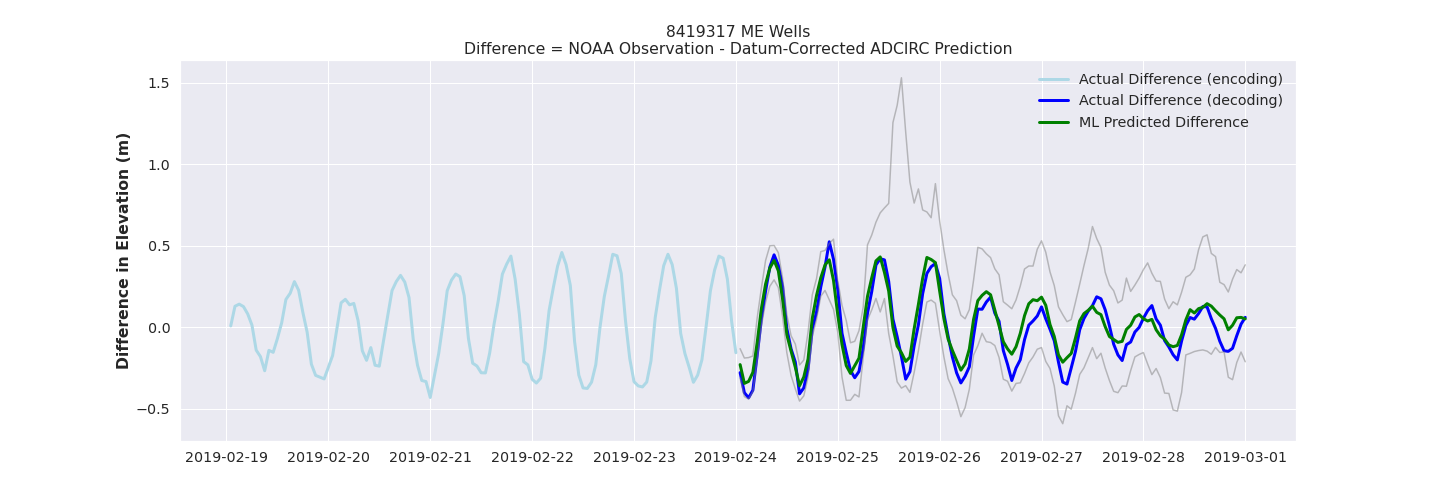 8419317 ME Wells
Difference = NOAA Observation - Datum-Corrected ADCIRC Prediction
Actual Difference (encoding)
Actual Difference (decoding)
ML Predicted Difference
Difference in Elevation (m)
1.5
1.0
0.5
0.0
−0.5
2019-02-19 2019-02-20 2019-02-21 2019-02-22 2019-02-23 2019-02-24 2019-02-25 2019-02-26 2019-02-27 2019-02-28 2019-03-01